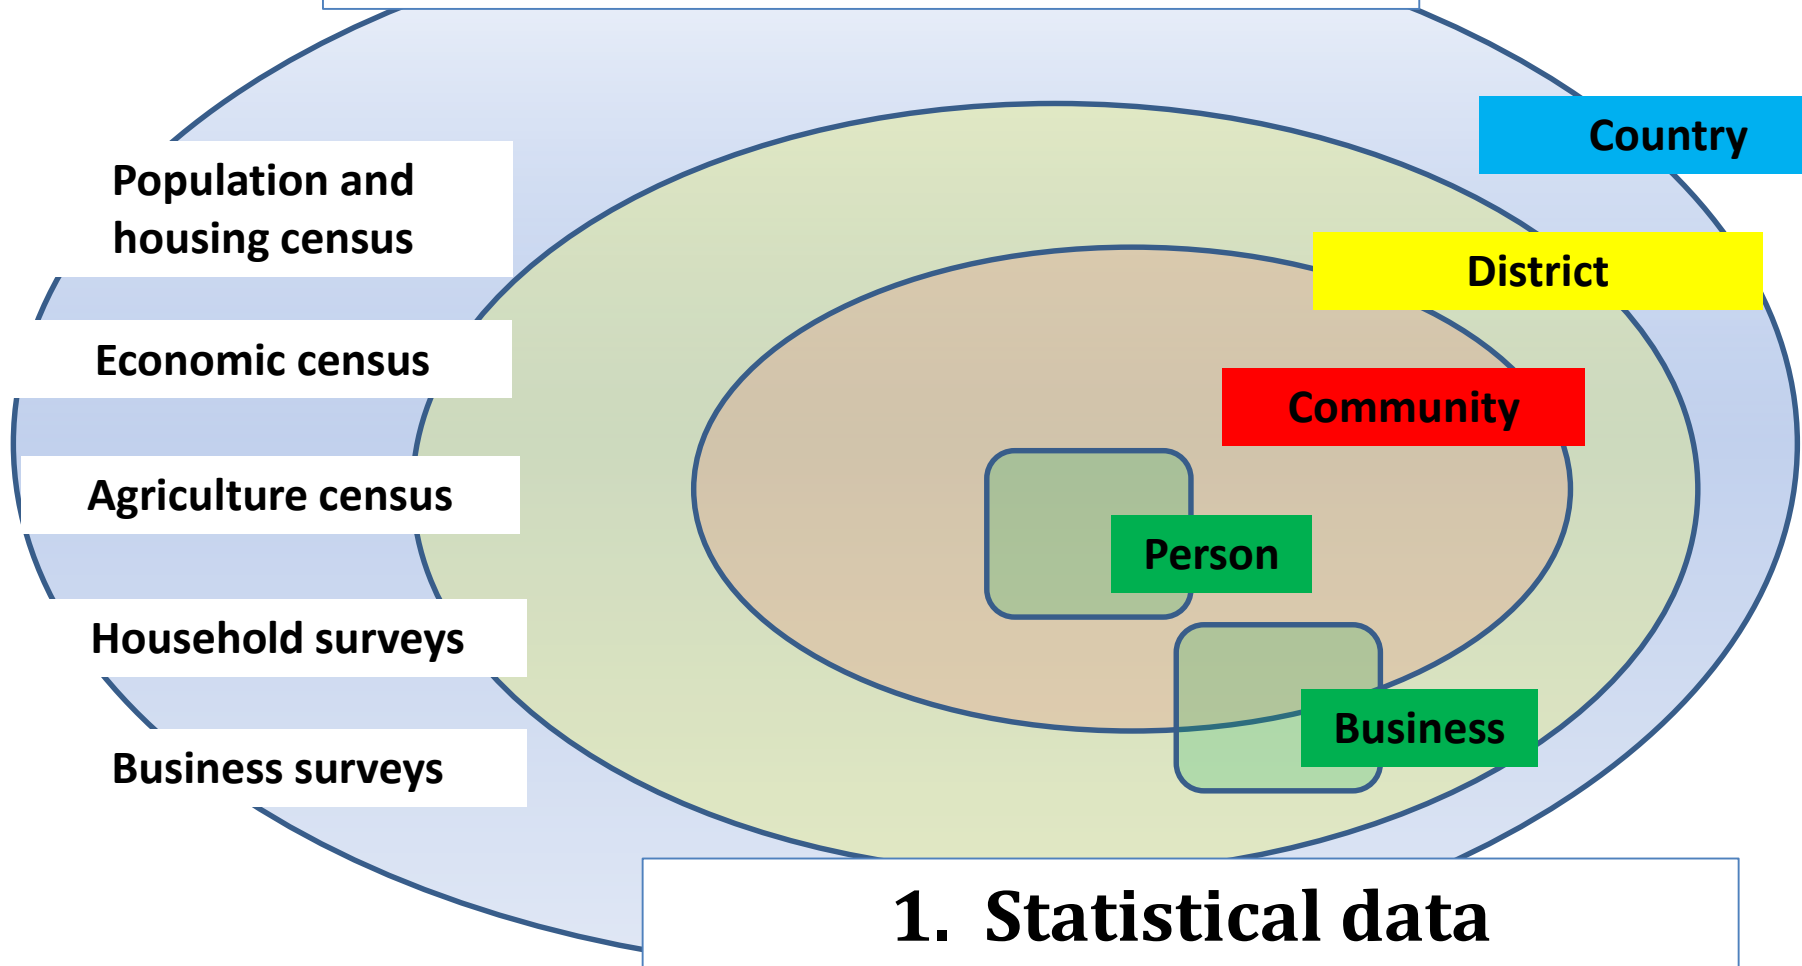 Population and
housing census
Economic census
Agriculture census
Household surveys
Business surveys
Country
District
Community
Person
Business
1. Statistical data